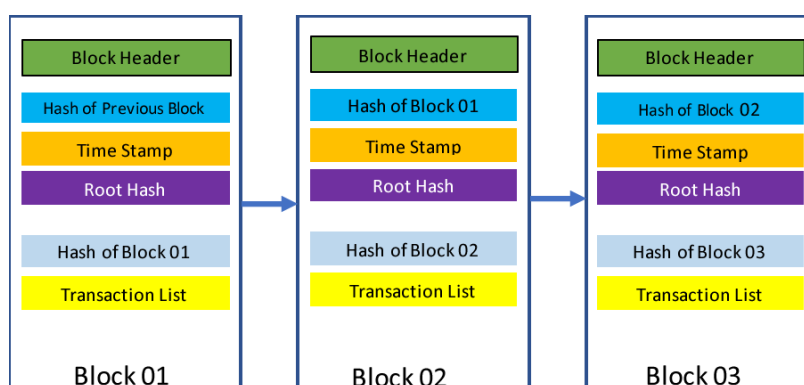 Block Header
Hash of Previous Block
Time Stamp
Root Hash
Hash of Block 01
Transaction List
Block 01
Block Header
Hash of Block 01
Time Stamp
Root Hash
Hash of Block 02
Transaction List
Block 02
Block Header
Hash of Block 02
Time Stamp
Root Hash
Hash of Block 03
Transaction List
Block 03